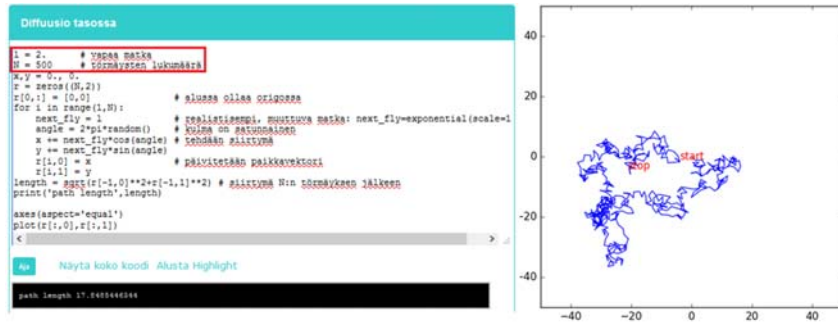 Diffuusio tasossa
l = 2. # vapaa matka
N = 500 # törmäysten lukumäärä
x,y = 0., 0.
r = zeros((N,2))
r[0,:] = [0,0] # alussa ollaa origossa
for i in range(1,N):
next_fly = l # realistisempi, muuttuva matka: next_fly=exponential(scale=l
angle = 2*pi*random() # kulma on satunnainen
x += next_fly*cos(angle) # tehdään siirtymä
y += next_fly*sin(angle)
r[i,0] = x # päivitetään paikkavektori
r[i,1] = y
length = sqrt(r[-1,0]**2+r[-1,1]**2) # siirtymä N:n törmäyksen jälkeen
print('path length',length)
axes(aspect='equal')
plot(r[:,0],r[:,1])
Aja Näytä koko koodi Alusta Highlight
path length
40
20
0
-20
-40
start
stop
-40 -20 0 20 40